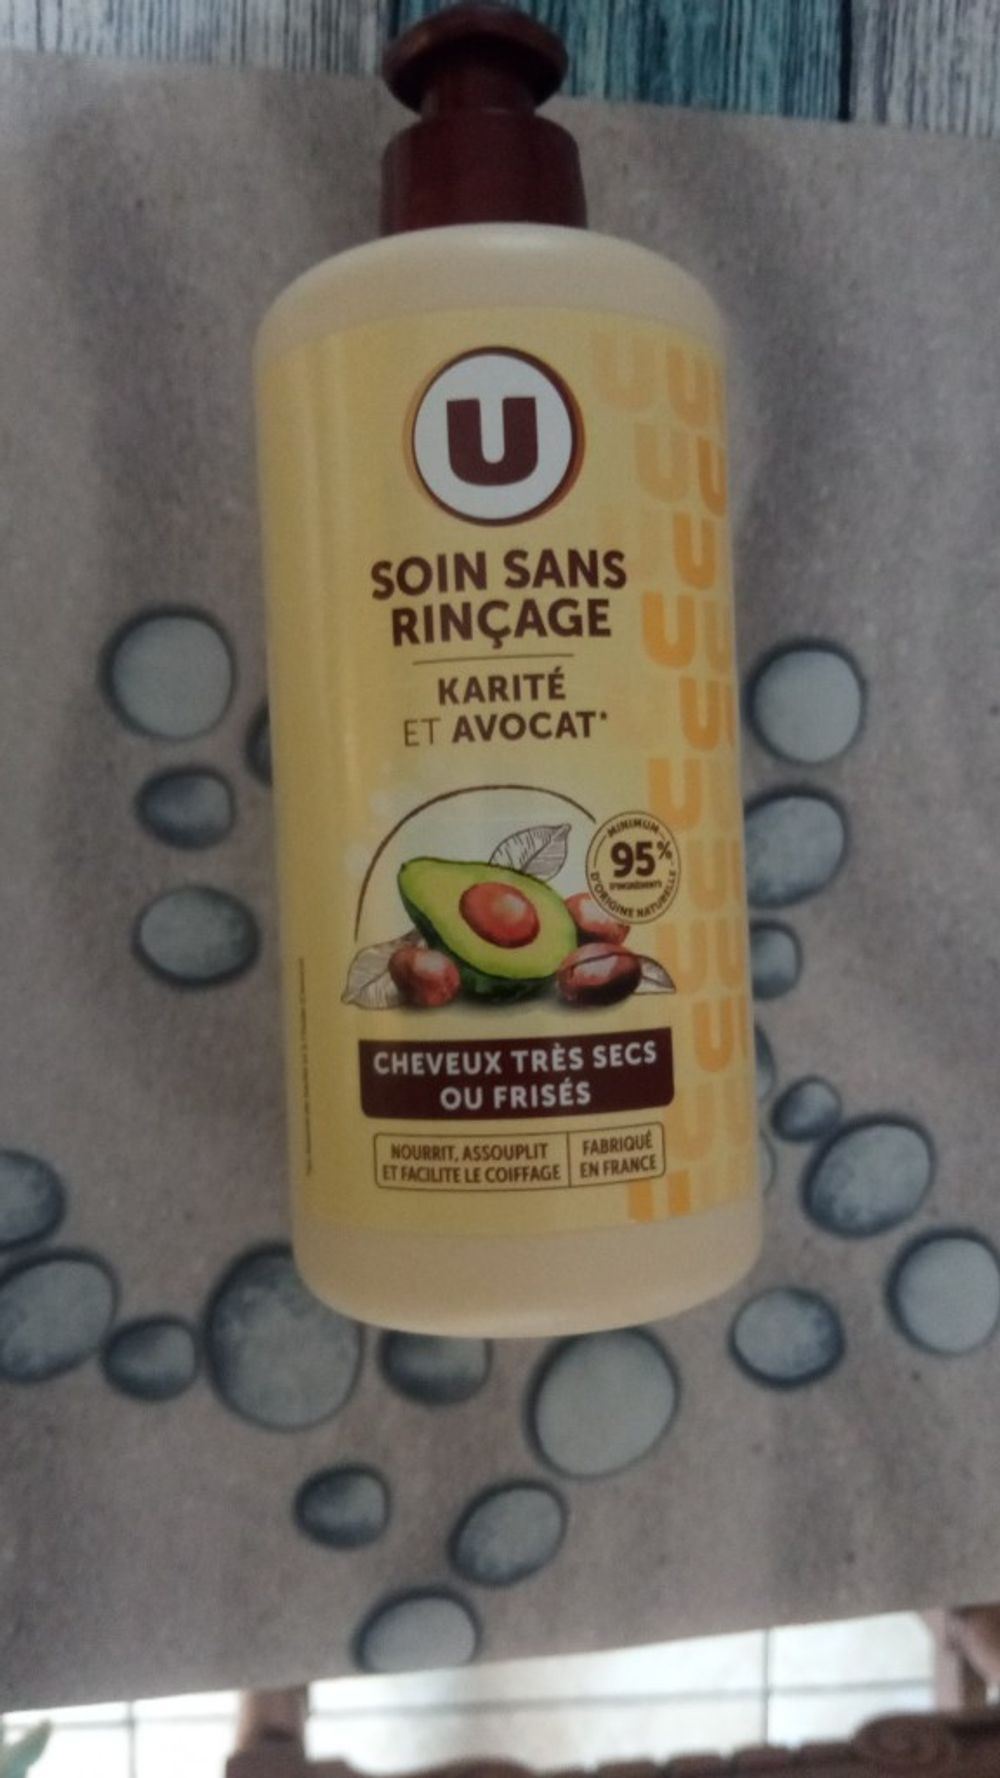 U
SOIN SANS
RINÇAGE
KARITÉ
ET AVOCAT*
MINIMUM
95%
D'INGRÉDIENTS
D'ORIGINE NATURELLE
CHEVEUX TRÈS SECS
OU FRISÉS
NOURRIT, ASSOUPLIT
ET FACILITE LE COIFFAGE
FABRIQUÉ
EN FRANCE